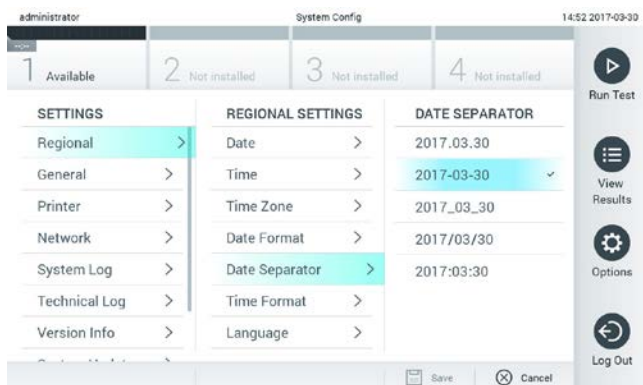 administrator System Config 14:52 2017-03-30
--:--
1 Available 2 Not installed 3 Not installed 4 Not installed
Run Test
SETTINGS REGIONAL SETTINGS DATE SEPARATOR
Regional > Date > 2017.03.30
General > Time > 2017-03-30 ✓
View Results
Printer > Time Zone > 2017_03_30
Network > Date Format > 2017/03/30
System Log > Date Separator > 2017:03:30
Options
Technical Log > Time Format >
Version Info > Language >
Log Out
Save Cancel